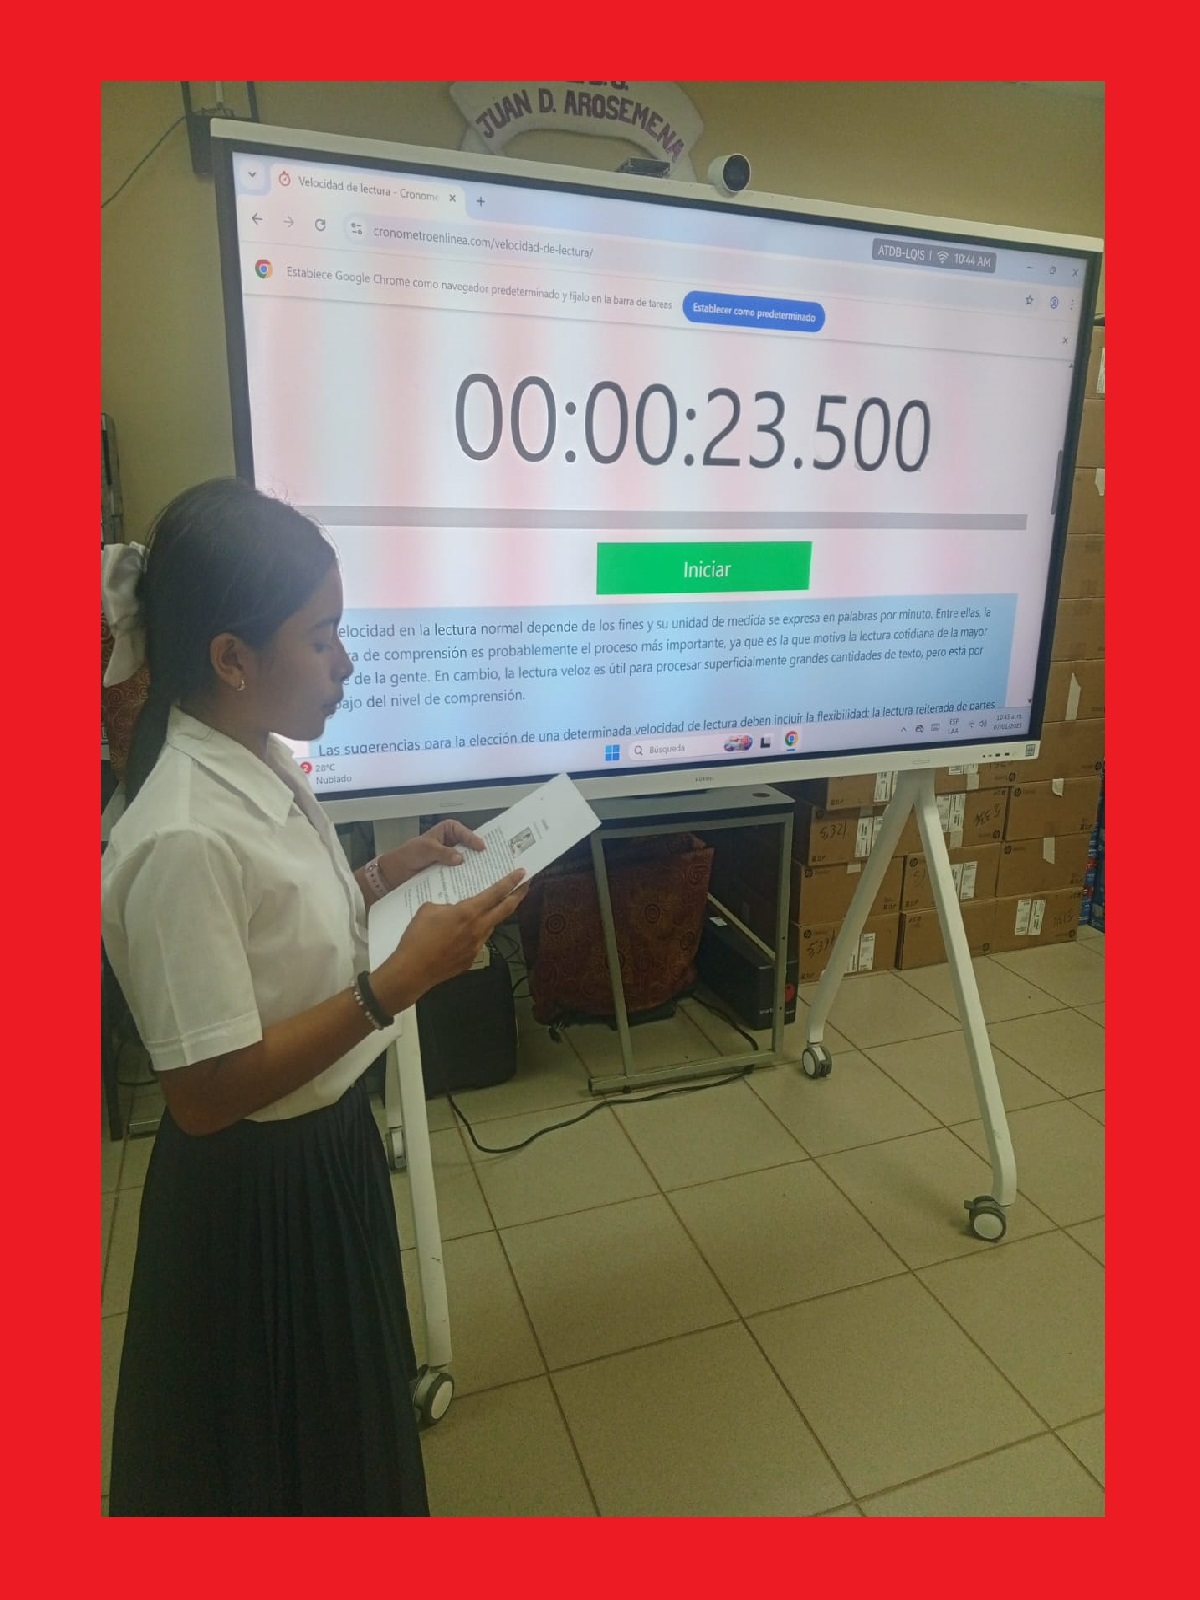 JUAN D. AROSEMENA
Velocidad de lectura - Cronome
cronometroenlinea.com/velocidad-de-lectura/
ATDB-LQIS | 10:44 AM
Establece Google Chrome como navegador predeterminado y fíjalo en la barra de tareas
Establecer como predeterminado
00:00:23.500
Iniciar
elocidad en la lectura normal depende de los fines y su unidad de medida se expresa en palabras por minuto. Entre ellas, la
ra de comprensión es probablemente el proceso más importante, ya que es la que motiva la lectura cotidiana de la mayor
e de la gente. En cambio, la lectura veloz es útil para procesar superficialmente grandes cantidades de texto, pero está por
bajo del nivel de comprensión.
Las sugerencias para la elección de una determinada velocidad de lectura deben incluir la flexibilidad; la lectura reiterada de partes
2
28°C
Nublado
Búsqueda
ESP